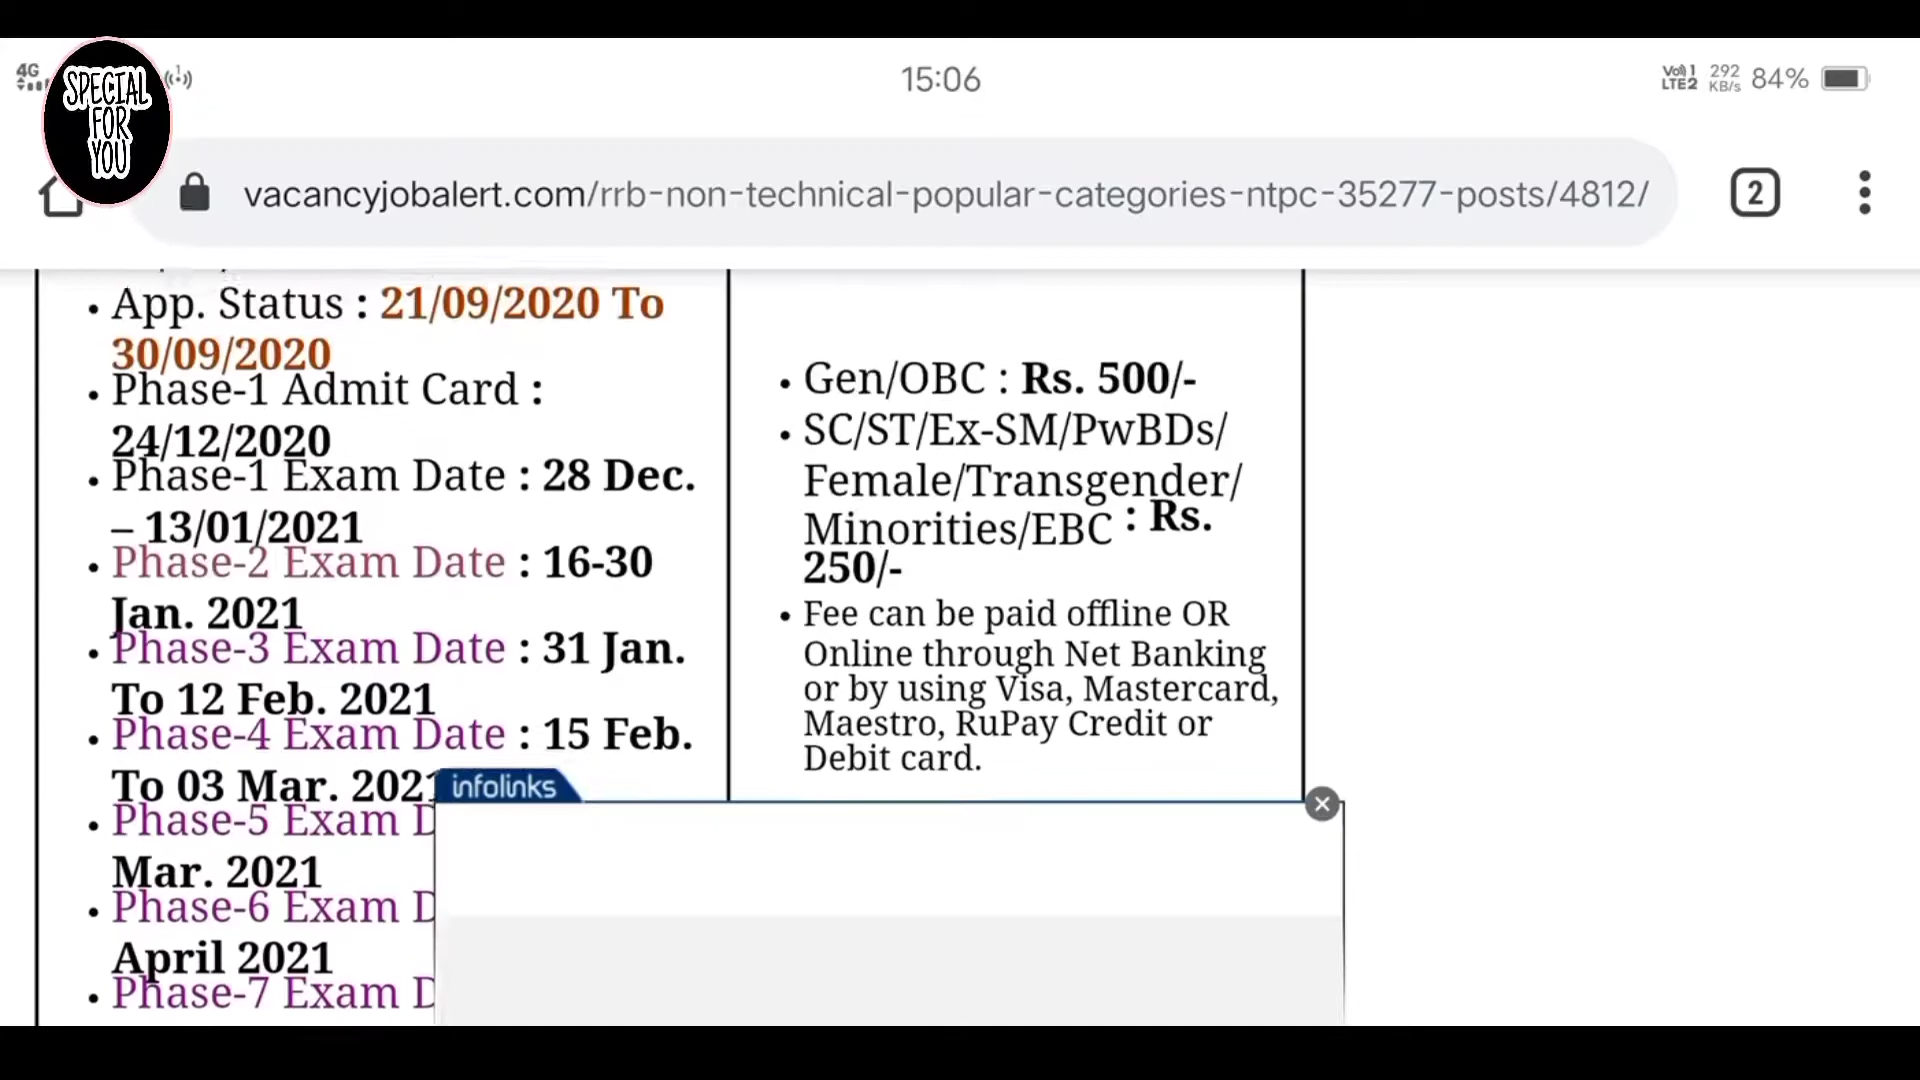 4G
SPECIAL
FOR
YOU
15:06
Vo) 1
LTE2
292
KB/s
84%
vacancyjobalert.com/rrb-non-technical-popular-categories-ntpc-35277-posts/4812/
2
• App. Status : 21/09/2020 To
30/09/2020
• Phase-1 Admit Card :
24/12/2020
• Phase-1 Exam Date : 28 Dec.
– 13/01/2021
• Phase-2 Exam Date : 16-30
Jan. 2021
• Phase-3 Exam Date : 31 Jan.
To 12 Feb. 2021
• Phase-4 Exam Date : 15 Feb.
To 03 Mar. 2021
• Phase-5 Exam D
Mar. 2021
• Phase-6 Exam D
April 2021
• Phase-7 Exam D
• Gen/OBC : Rs. 500/-
• SC/ST/Ex-SM/PwBDs/
Female/Transgender/
Minorities/EBC : Rs.
250/-
• Fee can be paid offline OR
Online through Net Banking
or by using Visa, Mastercard,
Maestro, RuPay Credit or
Debit card.
infolinks